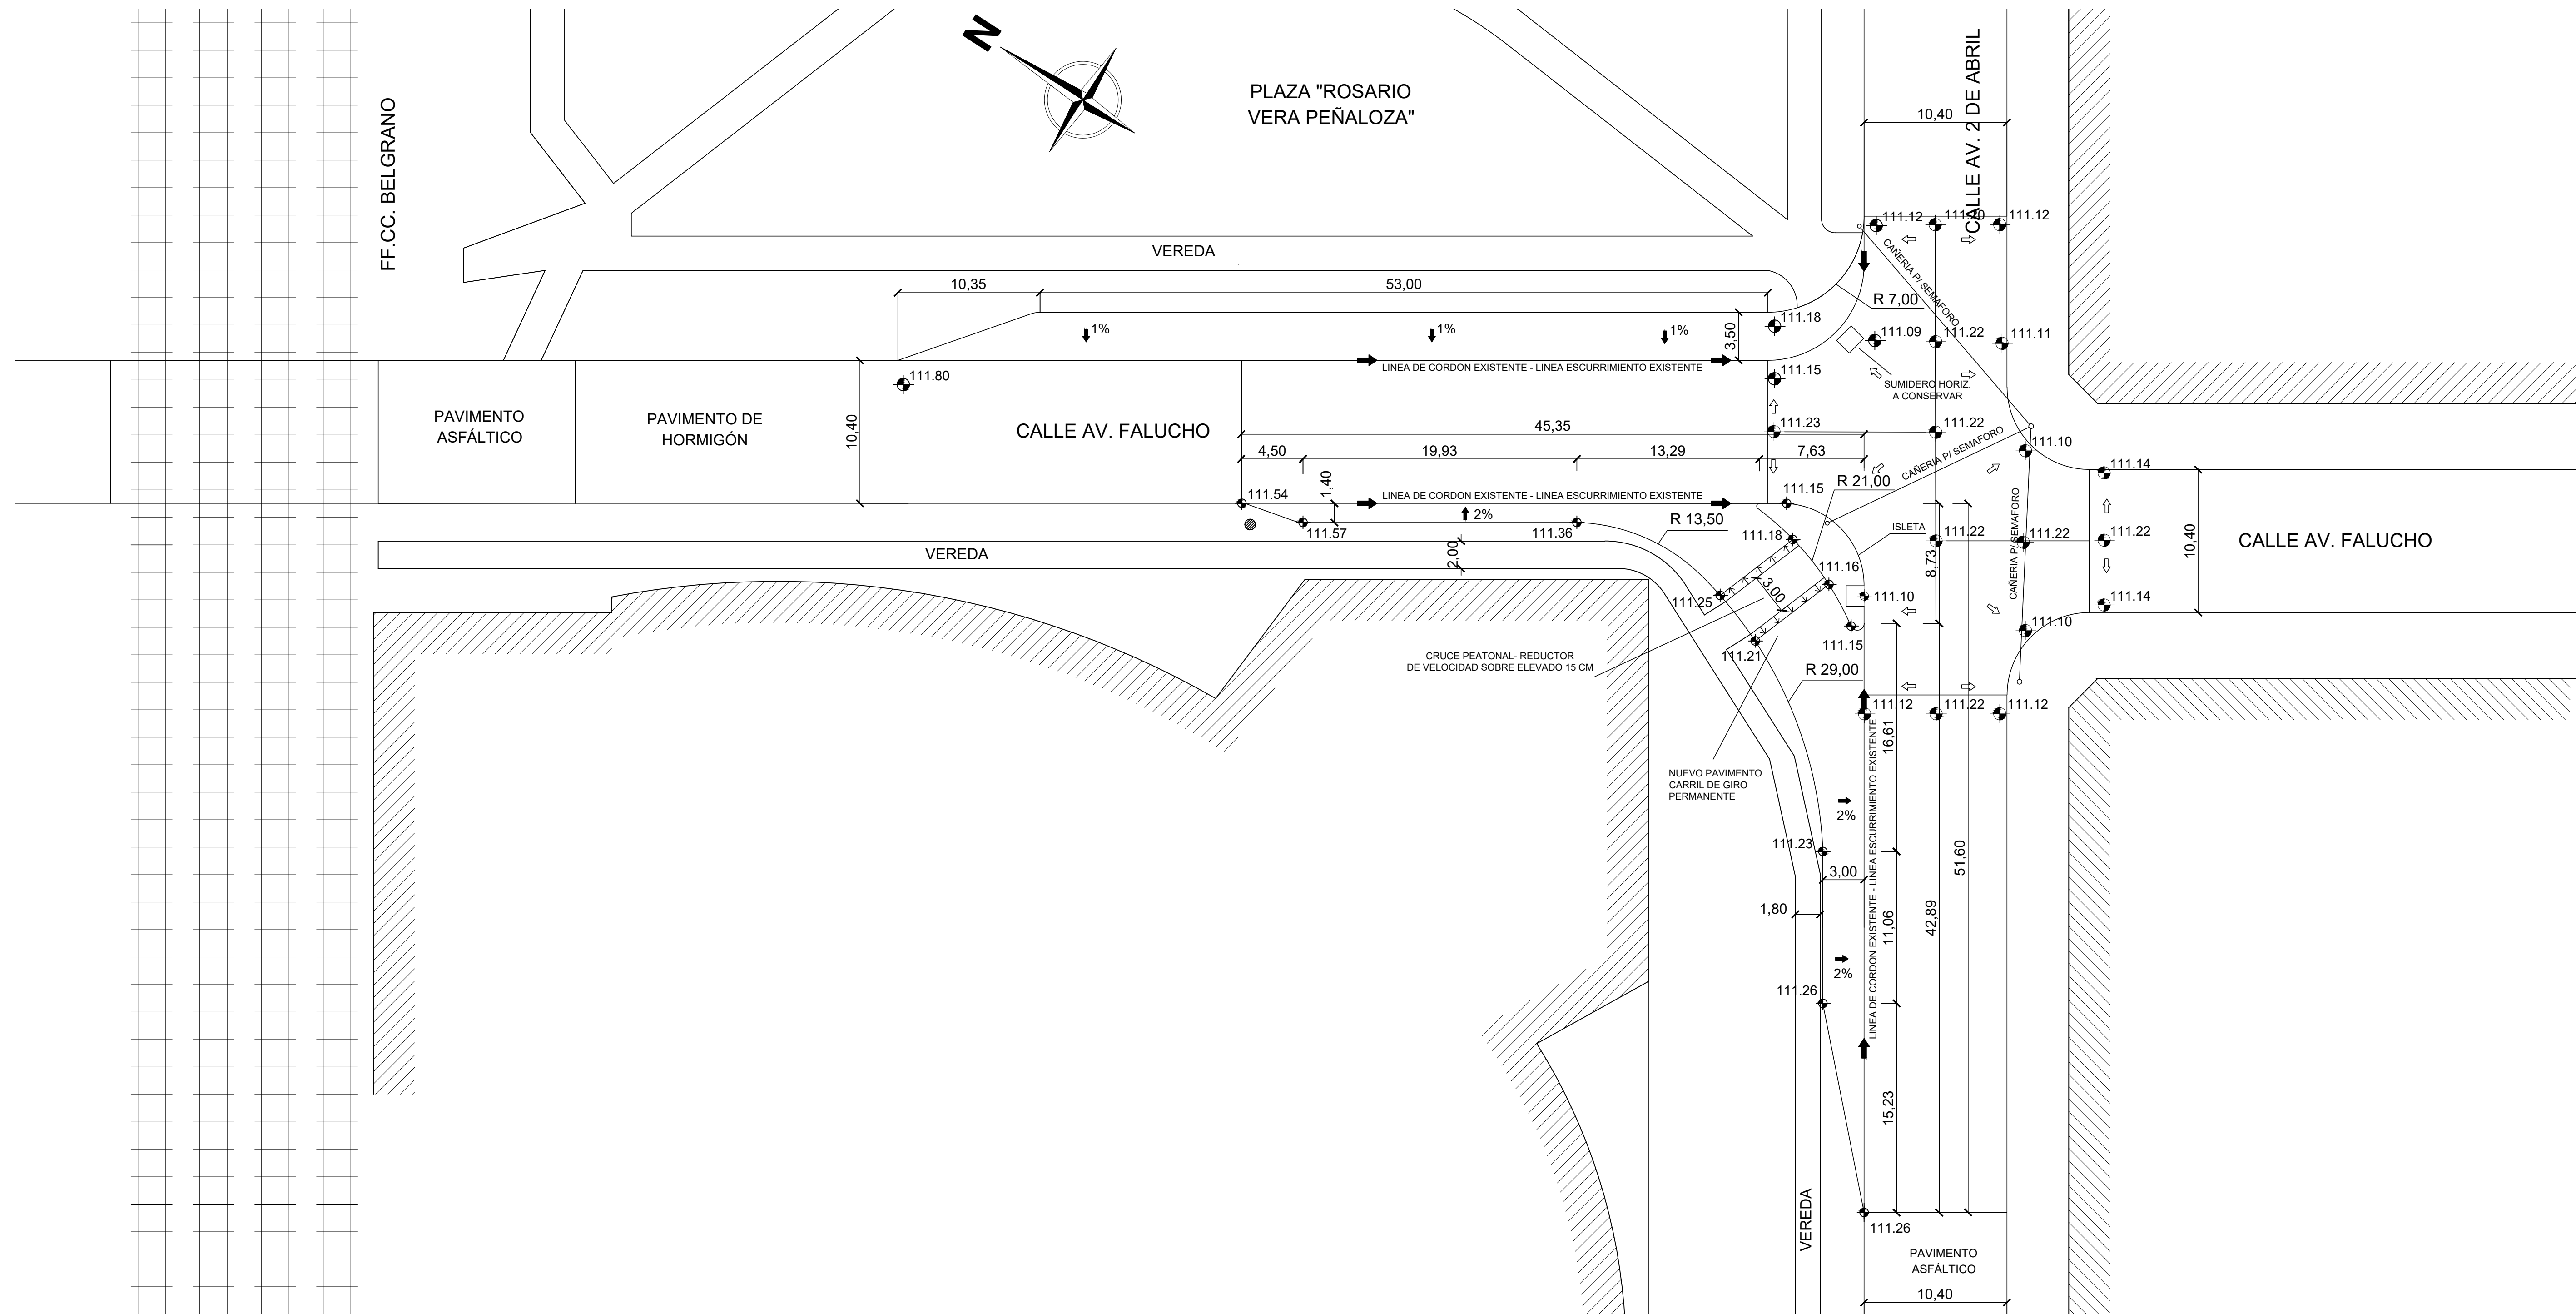 N
PLAZA "ROSARIO
VERA PEÑALOZA"
FF.CC. BELGRANO
CALLE AV. 2 DE ABRIL
10,40
111.12
111.20
111.12
VEREDA
CAÑERIA P/ SEMAFORO
10,35
53,00
R 7,00
1%
1%
1%
3,50
111.18
111.09
111.22
111.11
LINEA DE CORDON EXISTENTE - LINEA ESCURRIMIENTO EXISTENTE
111.80
111.15
SUMIDERO HORIZ.
A CONSERVAR
PAVIMENTO
ASFÁLTICO
PAVIMENTO DE
HORMIGÓN
10,40
CALLE AV. FALUCHO
45,35
111.23
111.22
111.10
4,50
19,93
13,29
7,63
CAÑERIA P/ SEMAFORO
111.14
1,40
111.54
LINEA DE CORDON EXISTENTE - LINEA ESCURRIMIENTO EXISTENTE
111.15
R 21,00
2%
111.57
111.36
R 13,50
111.18
ISLETA
111.22
111.22
111.22
CAÑERIA P/ SEMAFORO
10,40
CALLE AV. FALUCHO
VEREDA
2,00
8,73
111.16
3,00
111.25
111.10
111.14
111.10
111.15
111.21
CRUCE PEATONAL- REDUCTOR
DE VELOCIDAD SOBRE ELEVADO 15 CM
R 29,00
111.12
111.22
111.12
16,61
NUEVO PAVIMENTO
CARRIL DE GIRO
PERMANENTE
LINEA DE CORDON EXISTENTE - LINEA ESCURRIMIENTO EXISTENTE
2%
111.23
3,00
51,60
1,80
11,06
42,89
2%
111.26
15,23
VEREDA
111.26
PAVIMENTO
ASFÁLTICO
10,40